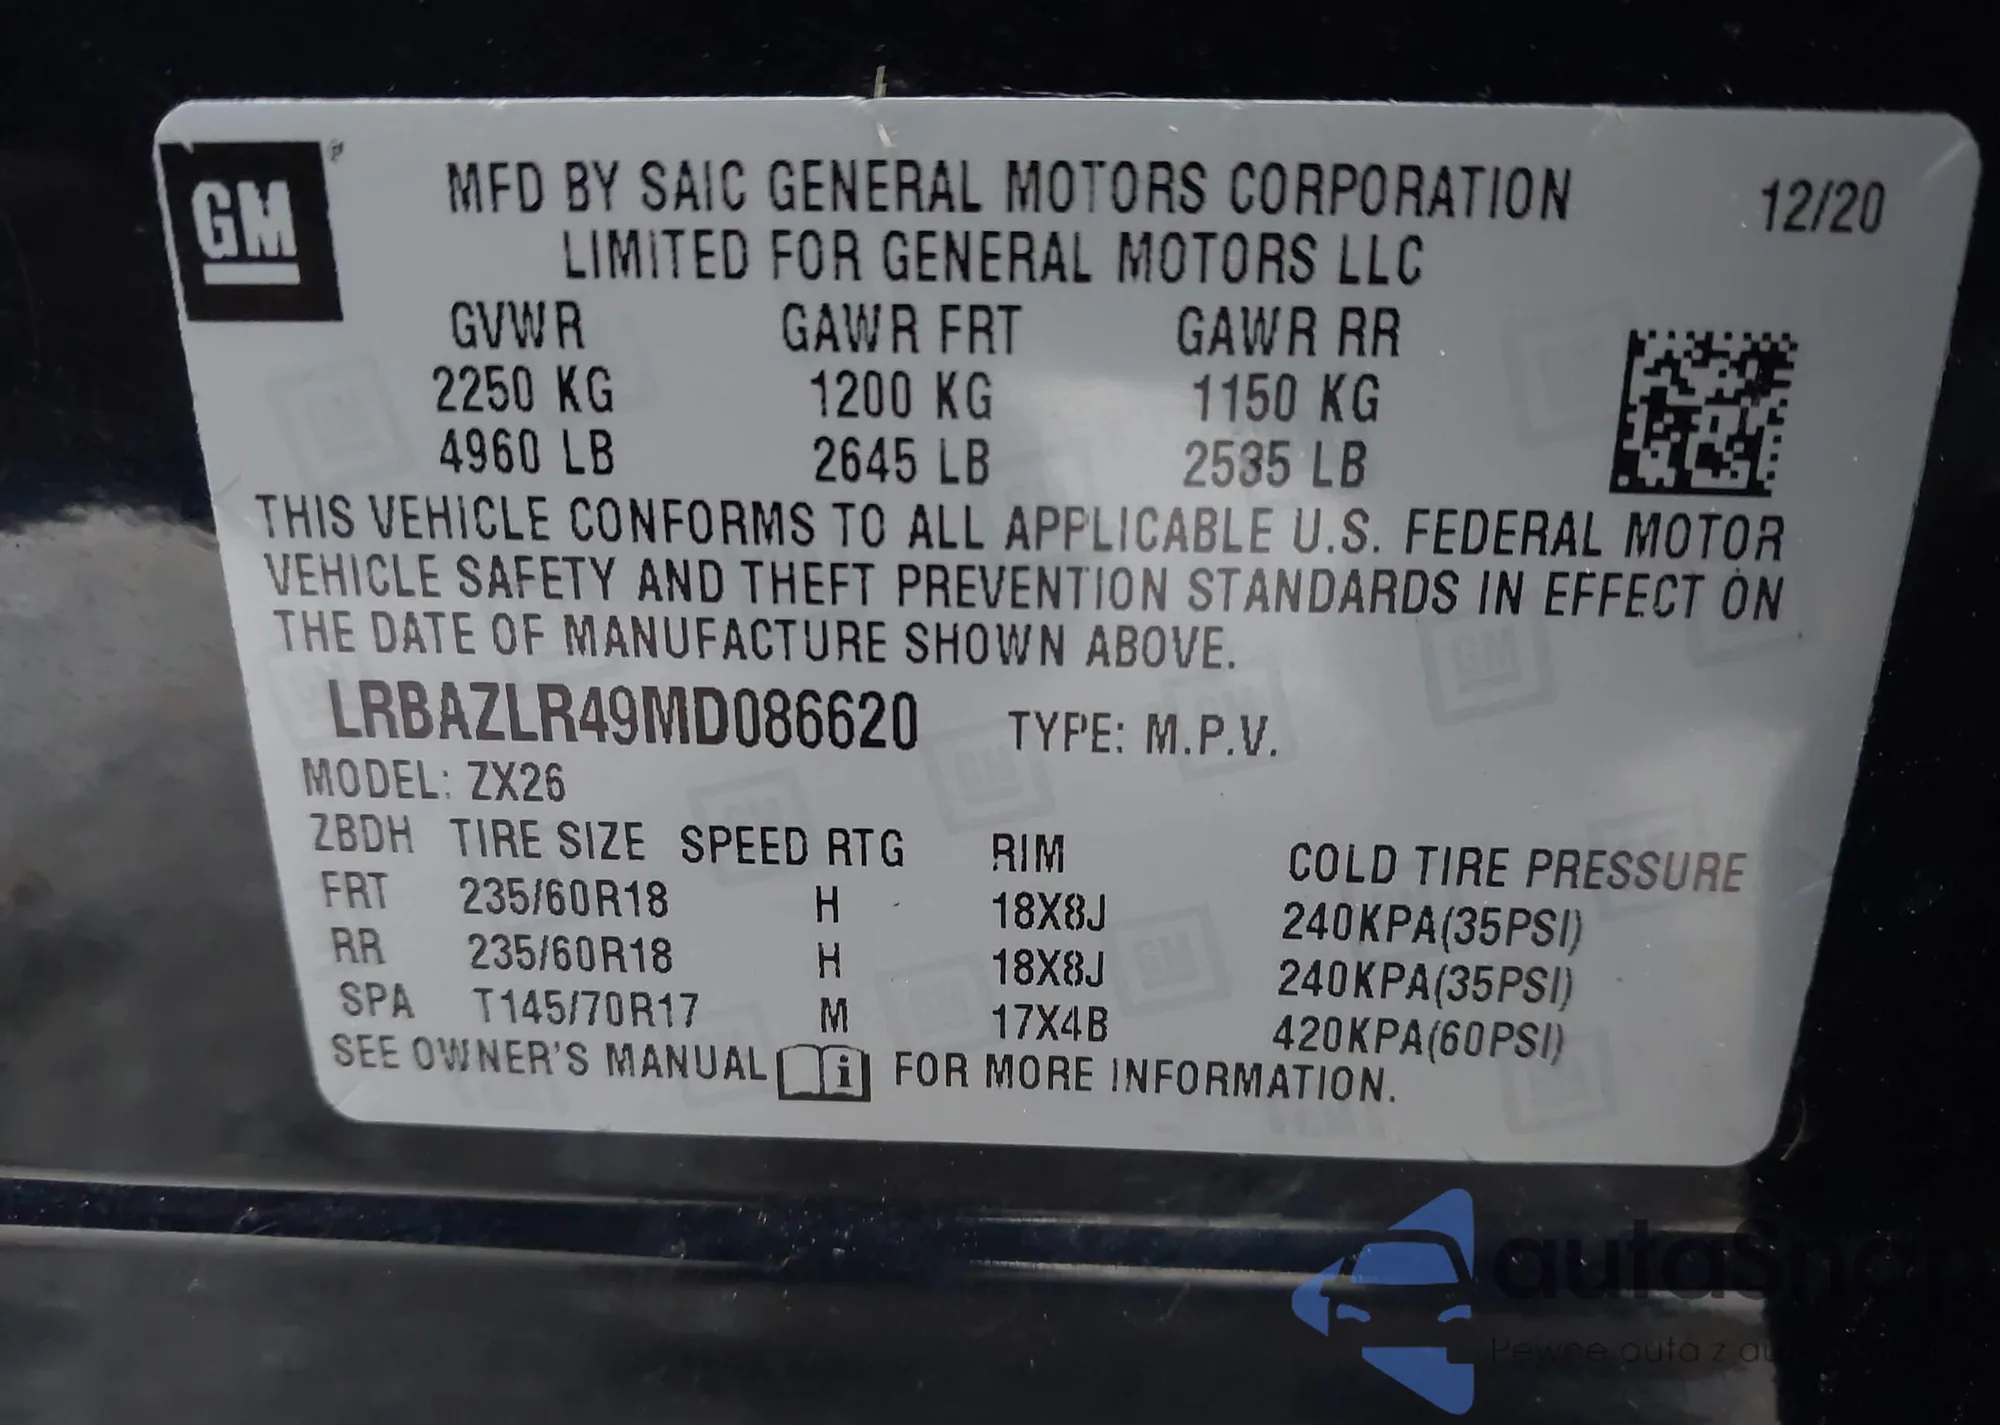 GM
MFD BY SAIC GENERAL MOTORS CORPORATION 12/20
LIMITED FOR GENERAL MOTORS LLC
GVWR GAWR FRT GAWR RR
2250 KG 1200 KG 1150 KG
4960 LB 2645 LB 2535 LB
THIS VEHICLE CONFORMS TO ALL APPLICABLE U.S. FEDERAL MOTOR
VEHICLE SAFETY AND THEFT PREVENTION STANDARDS IN EFFECT ON
THE DATE OF MANUFACTURE SHOWN ABOVE.
LRBAZLR49MD086620 TYPE: M.P.V.
MODEL: ZX26
ZBDH TIRE SIZE SPEED RTG RIM COLD TIRE PRESSURE
FRT 235/60R18 H 18X8J 240KPA(35PSI)
RR 235/60R18 H 18X8J 240KPA(35PSI)
SPA T145/70R17 M 17X4B 420KPA(60PSI)
SEE OWNER'S MANUAL i FOR MORE INFORMATION.
autaSnap
Pewne auta z